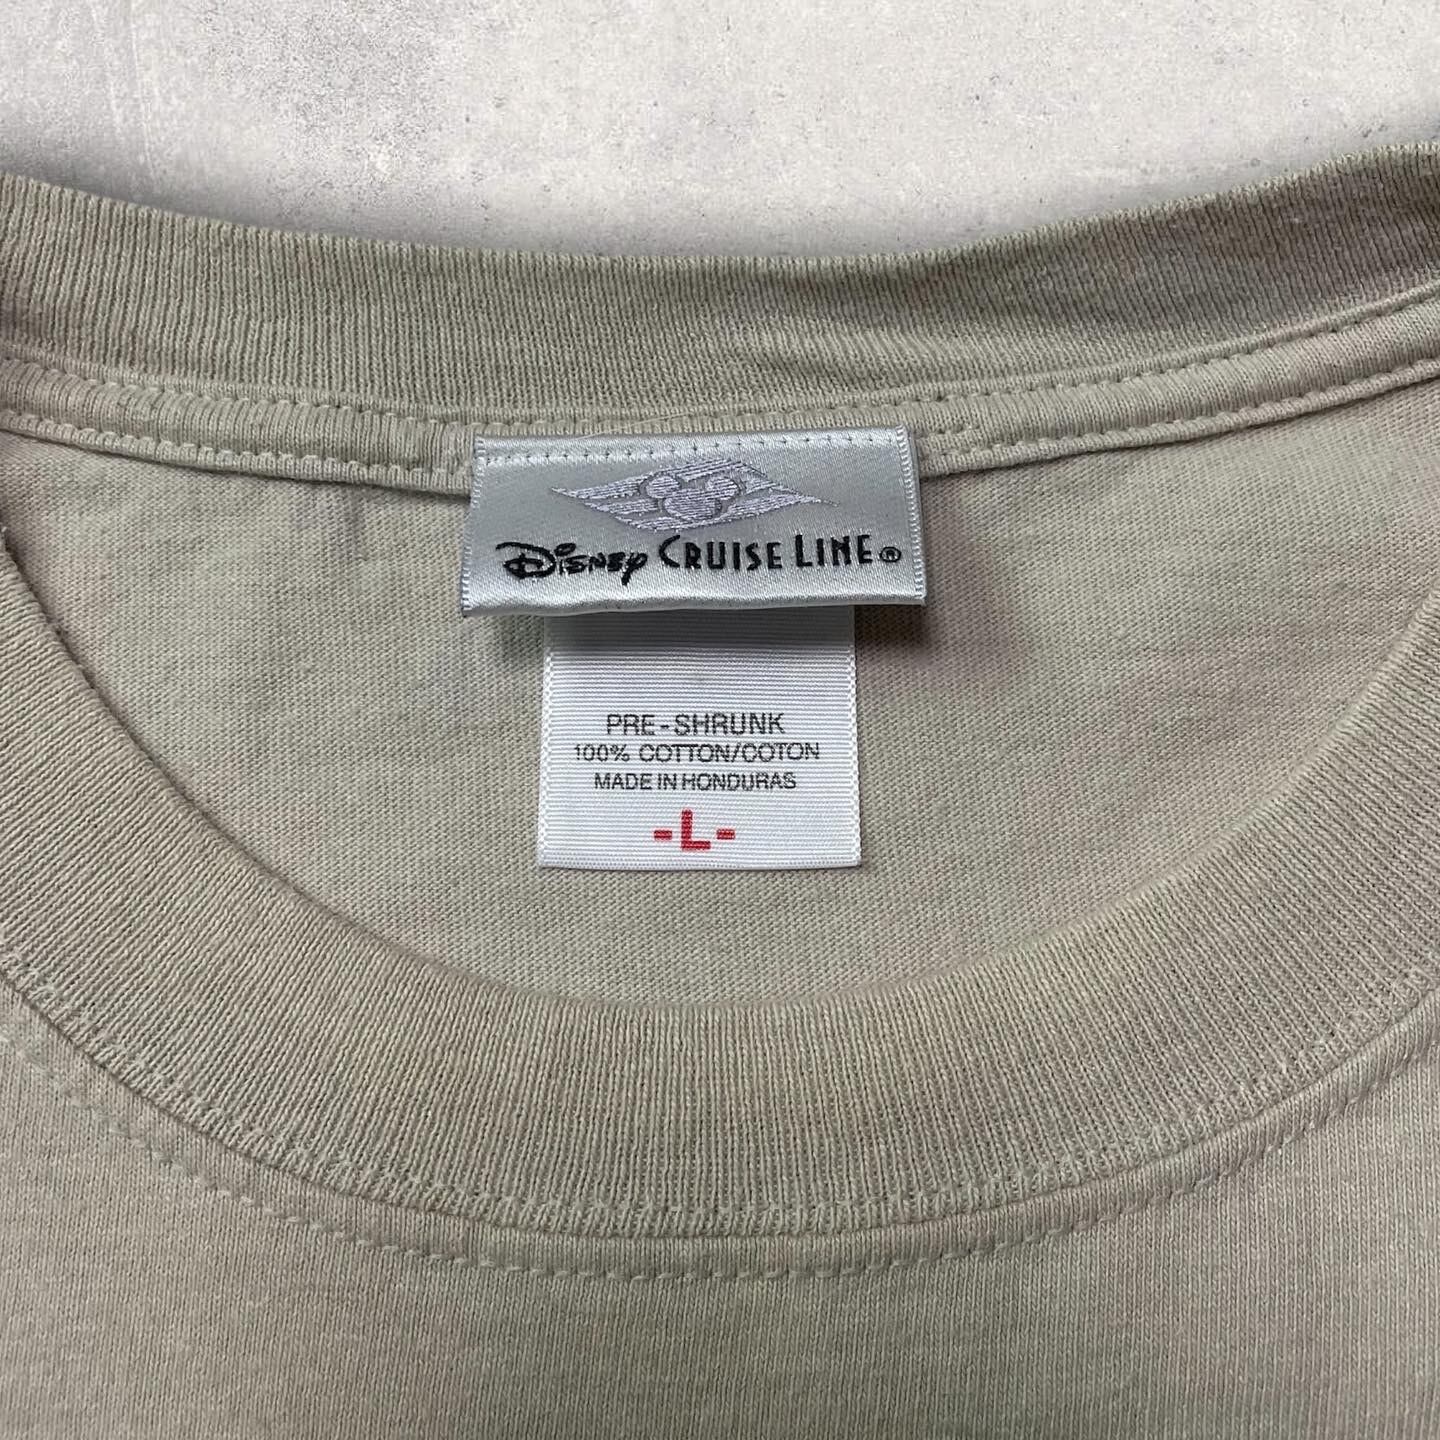 Disney CRUISE LINE®
PRE-SHRUNK
100% COTTON/COTON
MADE IN HONDURAS
-L-